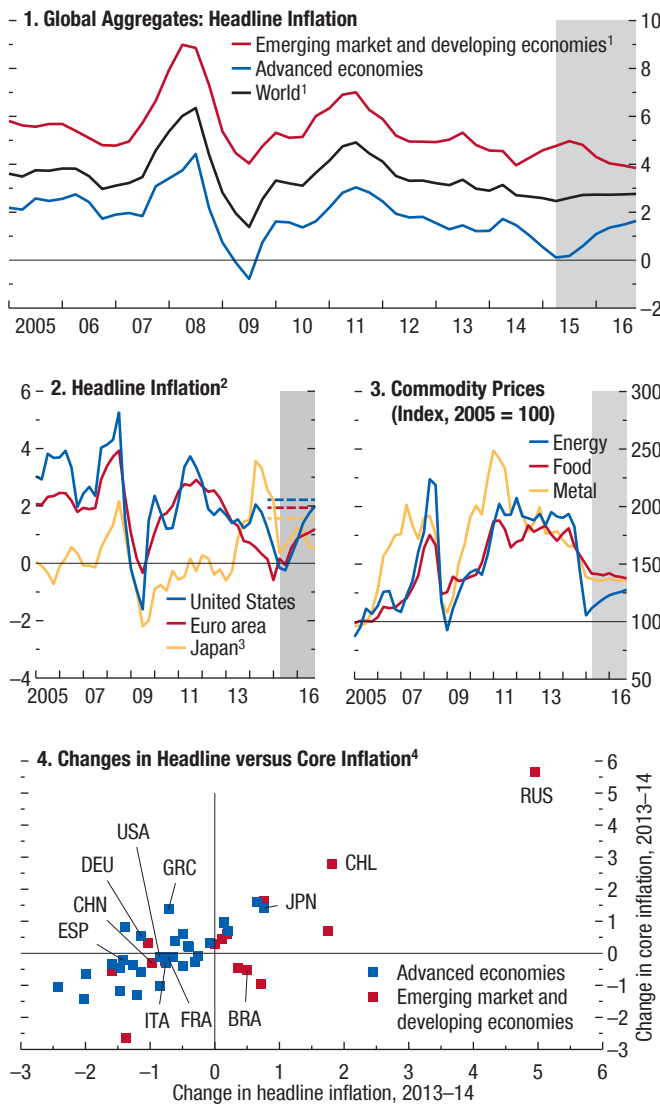 1. Global Aggregates: Headline Inflation
Emerging market and developing economies¹
Advanced economies
World¹
10
8
6
4
2
0
–2
2005 06 07 08 09 10 11 12 13 14 15 16
2. Headline Inflation²
6
4
2
0
–2
–4
United States
Euro area
Japan³
2005 07 09 11 13 16
3. Commodity Prices
(Index, 2005 = 100)
Energy
Food
Metal
300
250
200
150
100
50
2005 07 09 11 13 16
4. Changes in Headline versus Core Inflation⁴
6
5
4
3
2
1
0
–1
–2
–3
Change in core inflation, 2013–14
RUS
USA
CHL
DEU
GRC
CHN
JPN
ESP
ITA
FRA
BRA
Advanced economies
Emerging market and
developing economies
–3 –2 –1 0 1 2 3 4 5 6
Change in headline inflation, 2013–14